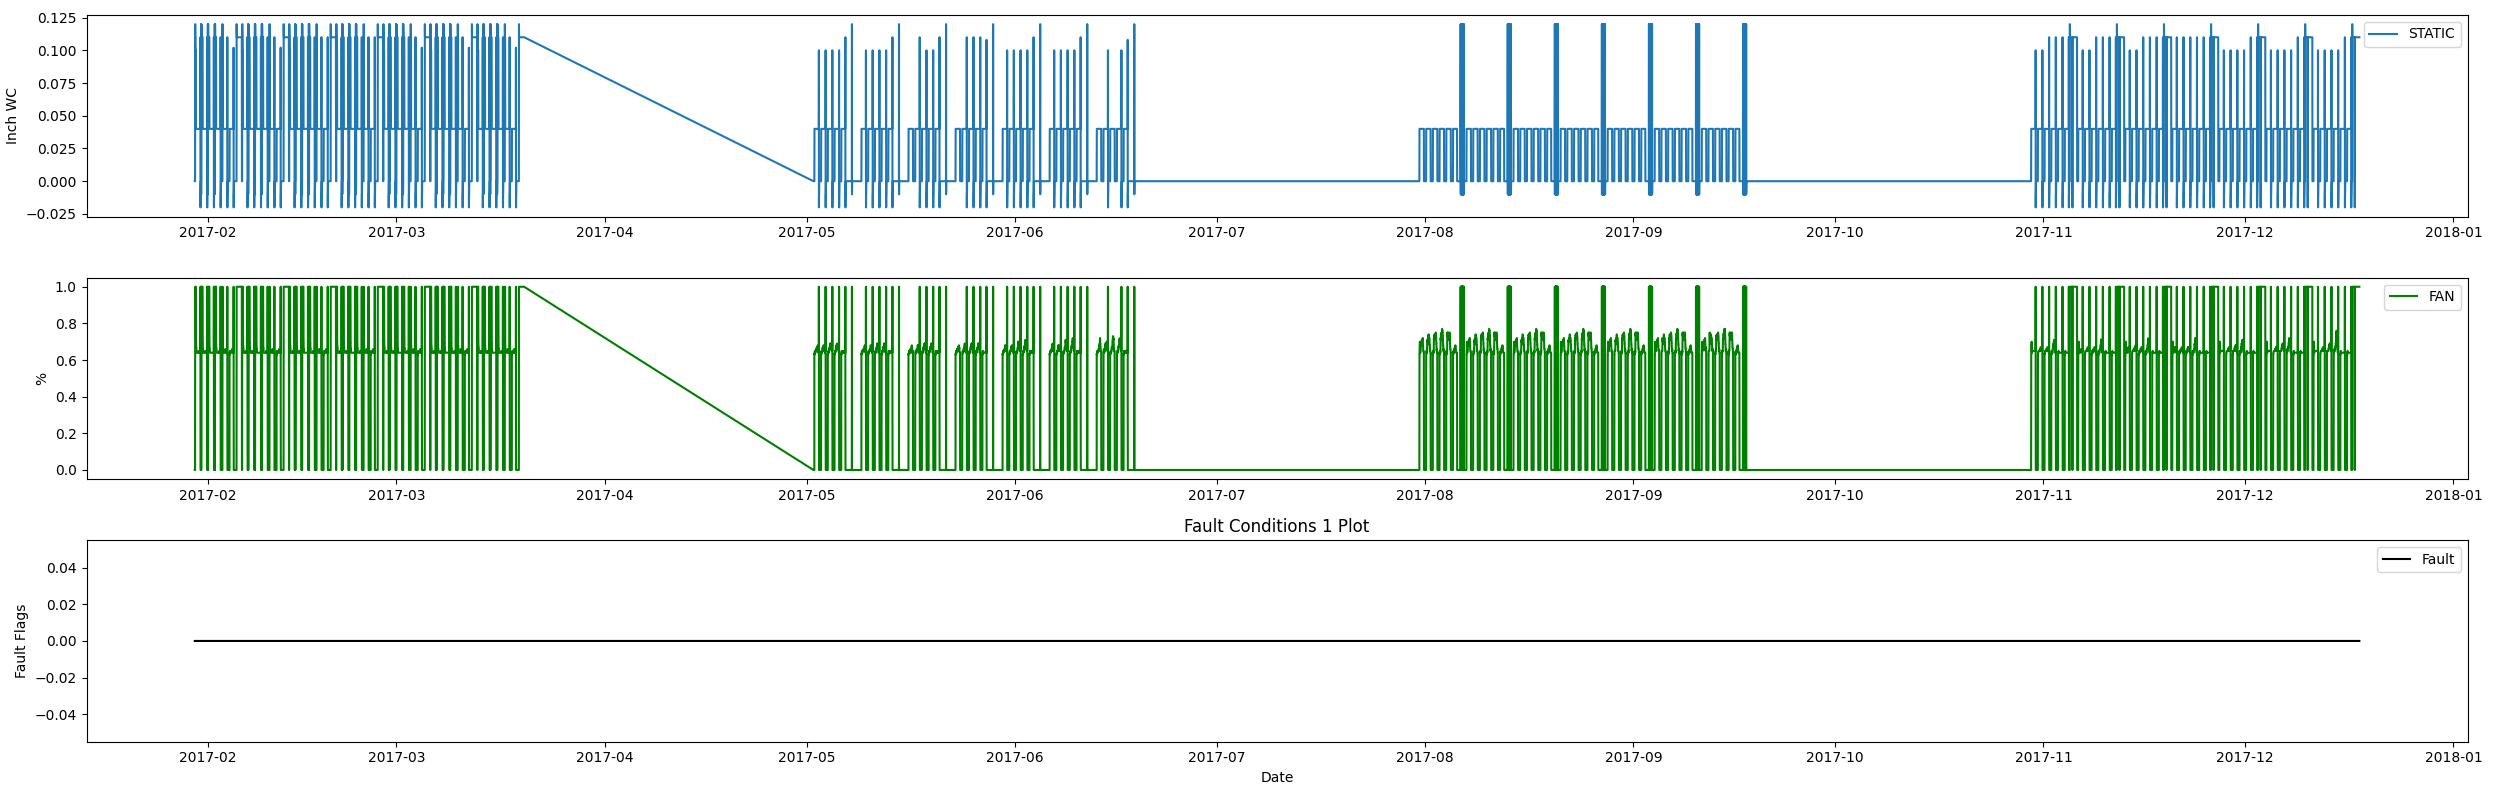 0.125
0.100
0.075
0.050
0.025
0.000
−0.025
Inch WC
STATIC
2017-02 2017-03 2017-04 2017-05 2017-06 2017-07 2017-08 2017-09 2017-10 2017-11 2017-12 2018-01
1.0
0.8
0.6
0.4
0.2
0.0
%
FAN
2017-02 2017-03 2017-04 2017-05 2017-06 2017-07 2017-08 2017-09 2017-10 2017-11 2017-12 2018-01
Fault Conditions 1 Plot
0.04
0.02
0.00
−0.02
−0.04
Fault Flags
Fault
2017-02 2017-03 2017-04 2017-05 2017-06 2017-07 2017-08 2017-09 2017-10 2017-11 2017-12 2018-01
Date